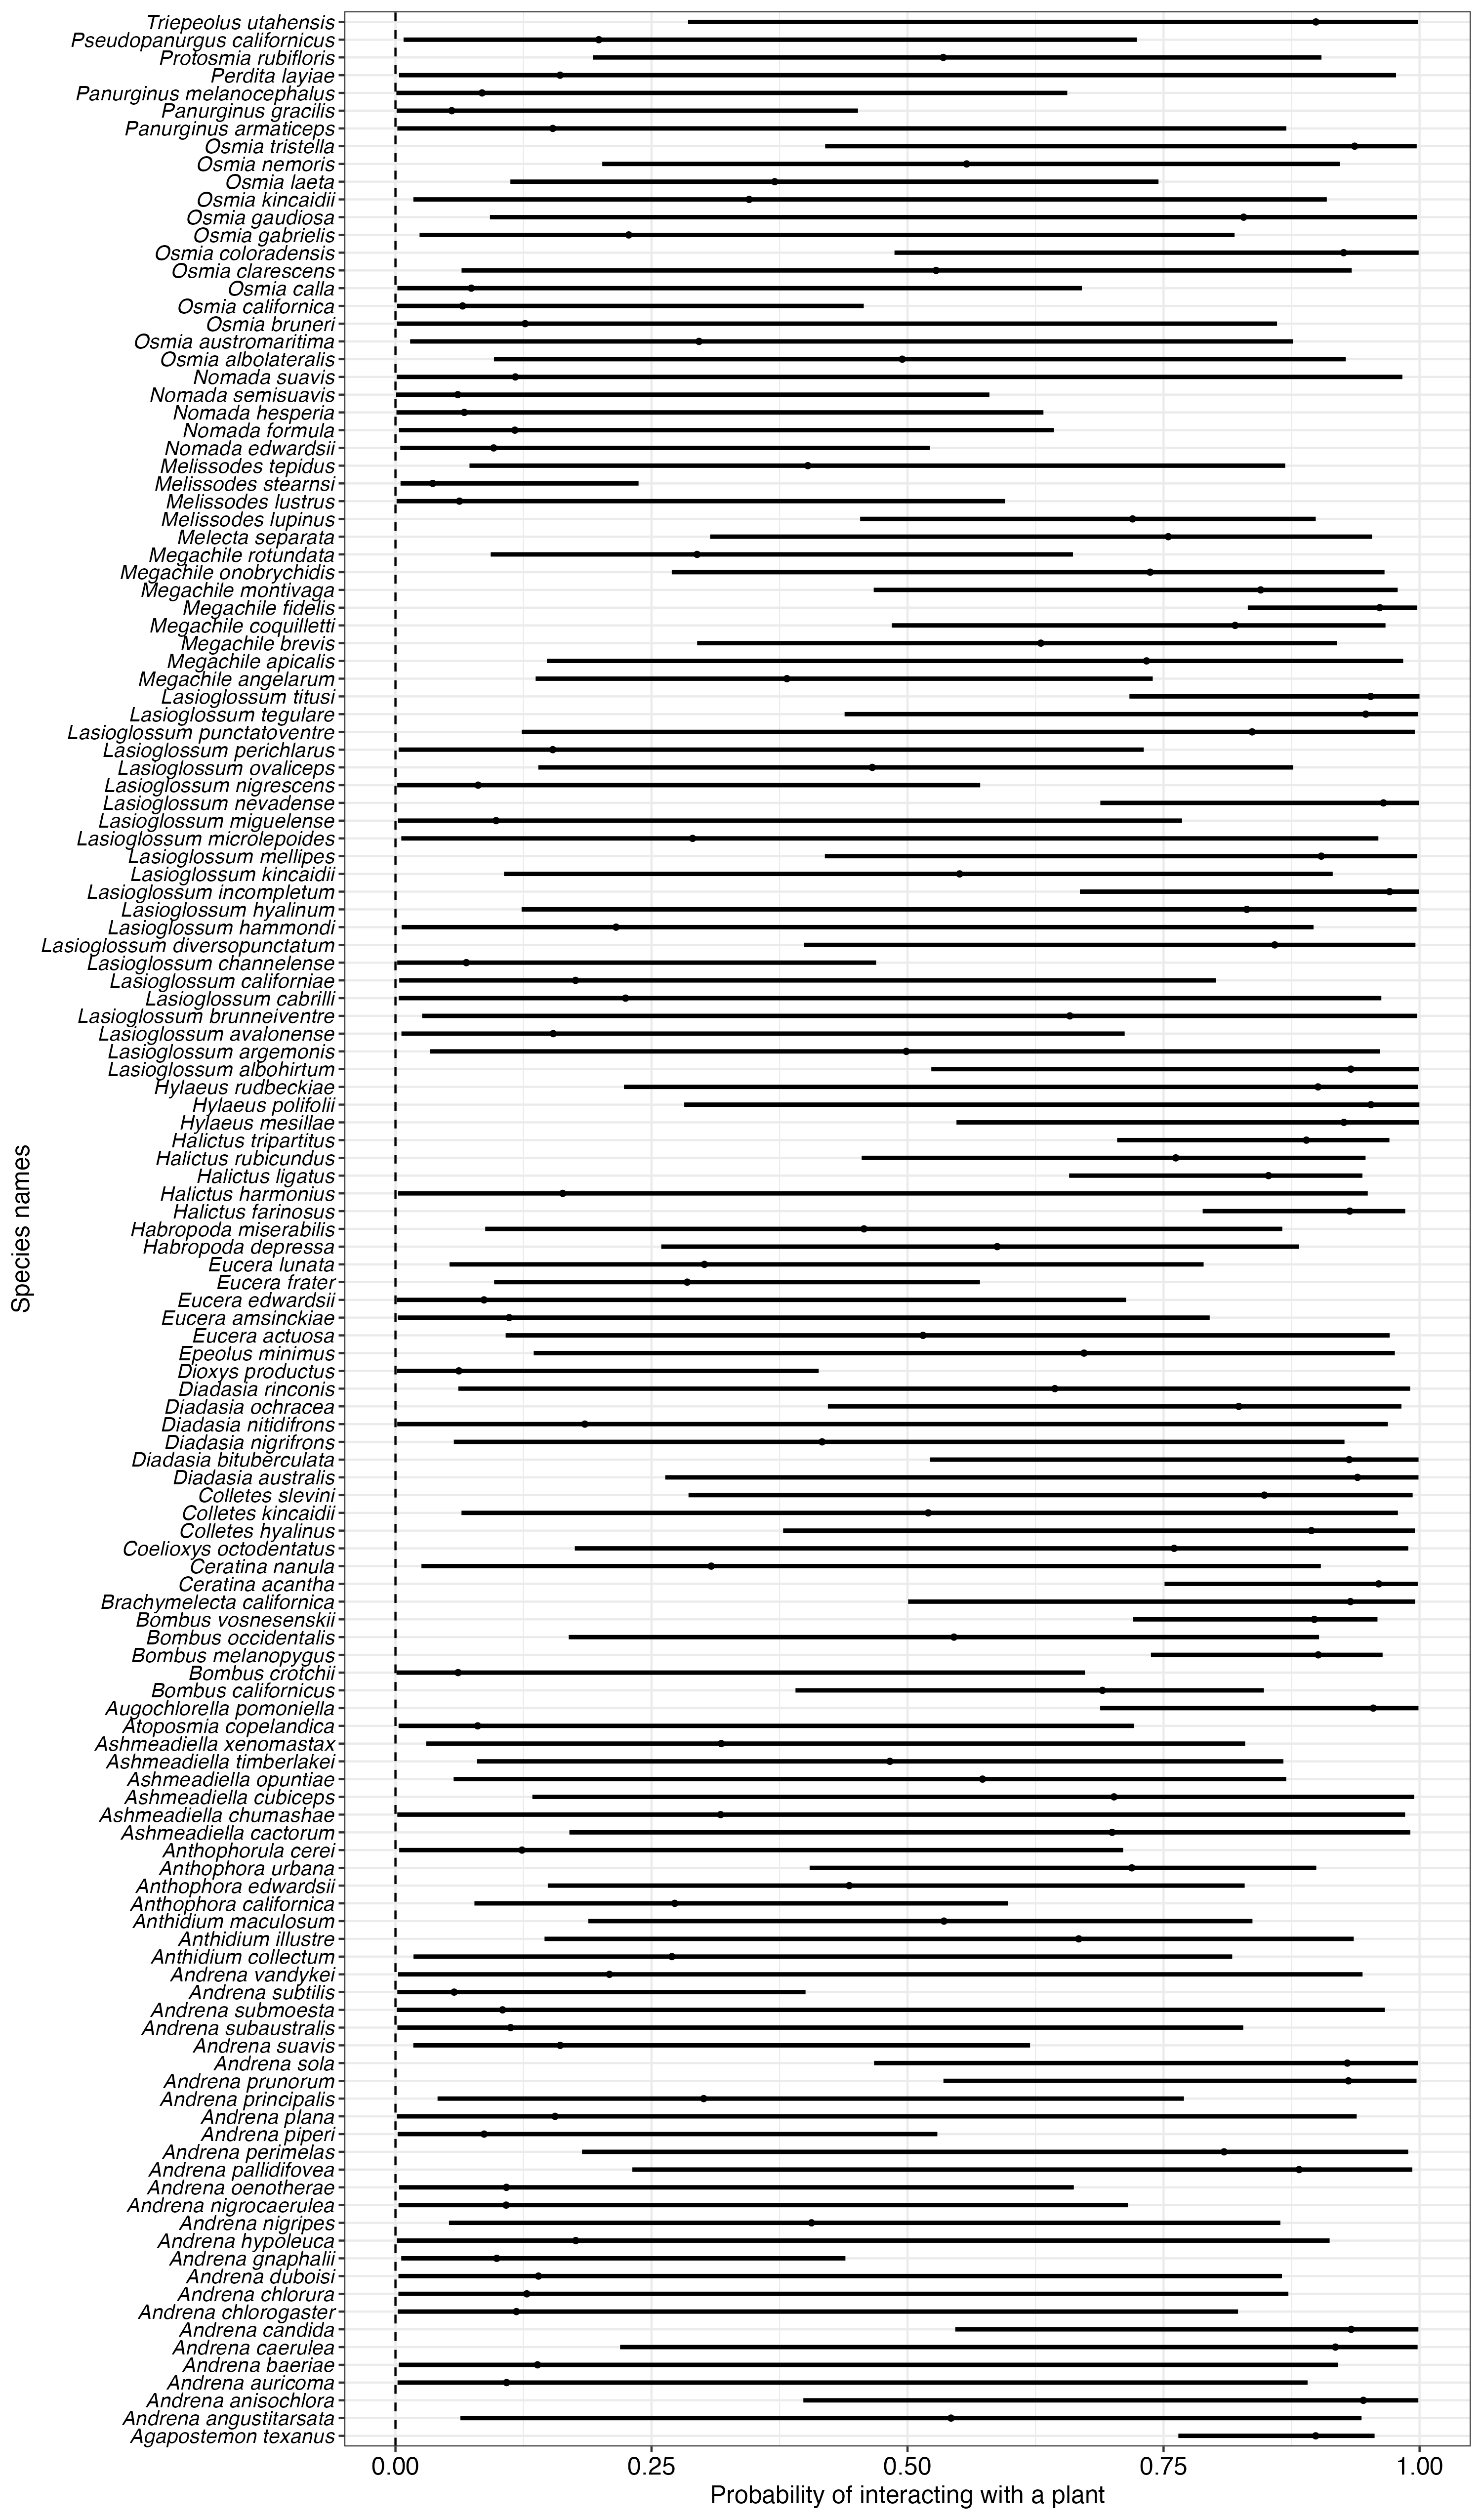 Triepeolus utahensis
Pseudopanurgus californicus
Protosmia rubifloris
Perdita layiae
Panurginus melanocephalus
Panurginus gracilis
Panurginus armaticeps
Osmia tristella
Osmia nemoris
Osmia laeta
Osmia kincaidii
Osmia gaudiosa
Osmia gabrielis
Osmia coloradensis
Osmia clarescens
Osmia calla
Osmia californica
Osmia bruneri
Osmia austromaritima
Osmia albolateralis
Nomada suavis
Nomada semisuavis
Nomada hesperia
Nomada formula
Nomada edwardsii
Melissodes tepidus
Melissodes stearnsi
Melissodes lustrus
Melissodes lupinus
Melecta separata
Megachile rotundata
Megachile onobrychidis
Megachile montivaga
Megachile fidelis
Megachile coquilletti
Megachile brevis
Megachile apicalis
Megachile angelarum
Lasioglossum titusi
Lasioglossum tegulare
Lasioglossum punctatoventre
Lasioglossum perichlarus
Lasioglossum ovaliceps
Lasioglossum nigrescens
Lasioglossum nevadense
Lasioglossum miguelense
Lasioglossum microlepoides
Lasioglossum mellipes
Lasioglossum kincaidii
Lasioglossum incompletum
Lasioglossum hyalinum
Lasioglossum hammondi
Lasioglossum diversopunctatum
Lasioglossum channelense
Lasioglossum californiae
Lasioglossum cabrilli
Lasioglossum brunneiventre
Lasioglossum avalonense
Lasioglossum argemonis
Lasioglossum albohirtum
Hylaeus rudbeckiae
Hylaeus polifolii
Hylaeus mesillae
Halictus tripartitus
Halictus rubicundus
Halictus ligatus
Halictus harmonius
Halictus farinosus
Habropoda miserabilis
Habropoda depressa
Eucera lunata
Eucera frater
Eucera edwardsii
Eucera amsinckiae
Eucera actuosa
Epeolus minimus
Dioxys productus
Diadasia rinconis
Diadasia ochracea
Diadasia nitidifrons
Diadasia nigrifrons
Diadasia bituberculata
Diadasia australis
Colletes slevini
Colletes kincaidii
Colletes hyalinus
Coelioxys octodentatus
Ceratina nanula
Ceratina acantha
Brachymelecta californica
Bombus vosnesenskii
Bombus occidentalis
Bombus melanopygus
Bombus crotchii
Bombus californicus
Augochlorella pomoniella
Atoposmia copelandica
Ashmeadiella xenomastax
Ashmeadiella timberlakei
Ashmeadiella opuntiae
Ashmeadiella cubiceps
Ashmeadiella chumashae
Ashmeadiella cactorum
Anthophorula cerei
Anthophora urbana
Anthophora edwardsii
Anthophora californica
Anthidium maculosum
Anthidium illustre
Anthidium collectum
Andrena vandykei
Andrena subtilis
Andrena submoesta
Andrena subaustralis
Andrena suavis
Andrena sola
Andrena prunorum
Andrena principalis
Andrena plana
Andrena piperi
Andrena perimelas
Andrena pallidifovea
Andrena oenotherae
Andrena nigrocaerulea
Andrena nigripes
Andrena hypoleuca
Andrena gnaphalii
Andrena duboisi
Andrena chlorura
Andrena chlorogaster
Andrena candida
Andrena caerulea
Andrena baeriae
Andrena auricoma
Andrena anisochlora
Andrena angustitarsata
Agapostemon texanus
Species names
0.00 0.25 0.50 0.75 1.00
Probability of interacting with a plant